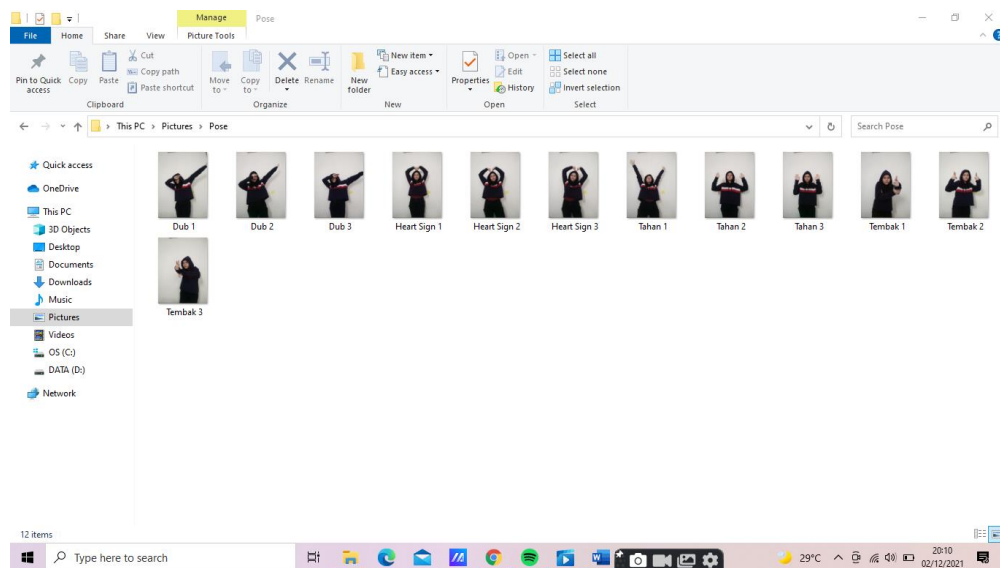 Manage
Pose
File
Home
Share
View
Picture Tools
Pin to Quick access
Copy
Paste
Cut
Copy path
Paste shortcut
Clipboard
Move to
Copy to
Delete
Rename
Organize
New folder
New item
Easy access
New
Properties
Open
Edit
History
Open
Select all
Select none
Invert selection
Select
This PC > Pictures > Pose
Search Pose
Quick access
OneDrive
This PC
3D Objects
Desktop
Documents
Downloads
Music
Pictures
Videos
OS (C:)
DATA (D:)
Network
Dub 1
Dub 2
Dub 3
Heart Sign 1
Heart Sign 2
Heart Sign 3
Tahan 1
Tahan 2
Tahan 3
Tembak 1
Tembak 2
Tembak 3
12 items
Type here to search
29°C
20:10
02/12/2021